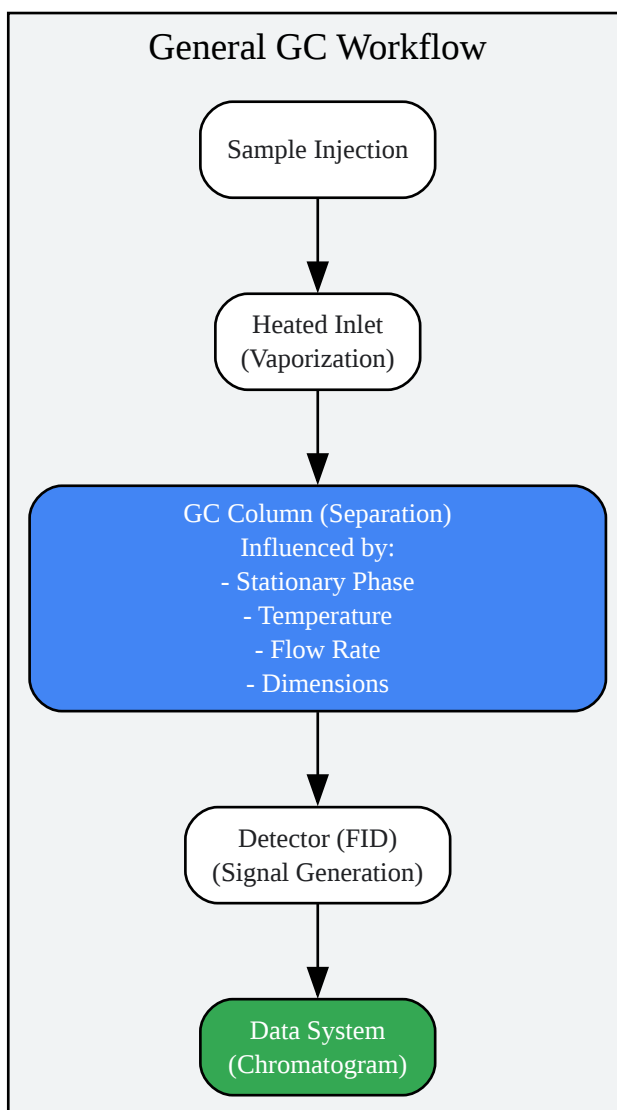 General GC Workflow
Sample Injection
Heated Inlet
(Vaporization)
GC Column (Separation)
Influenced by:
- Stationary Phase
- Temperature
- Flow Rate
- Dimensions
Detector (FID)
(Signal Generation)
Data System
(Chromatogram)